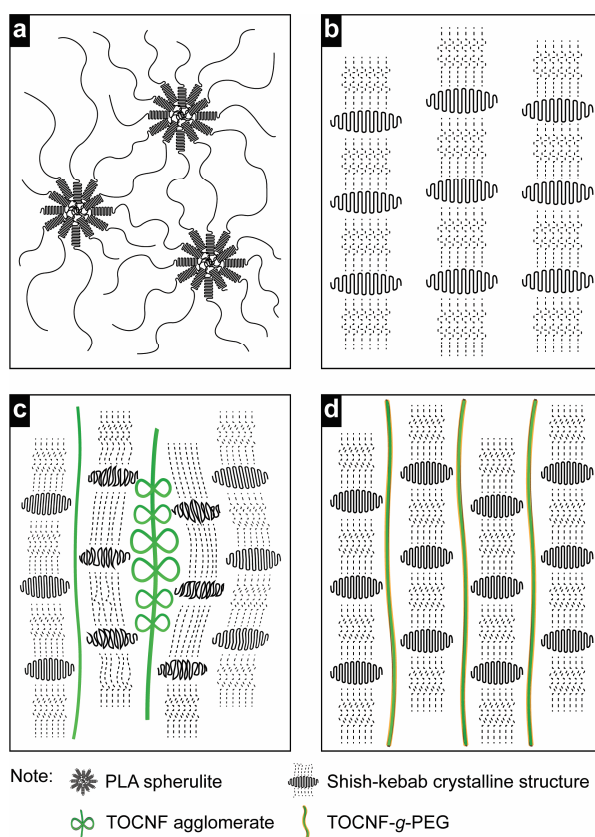 a
b
c
d
Note: PLA spherulite Shish-kebab crystalline structure
TOCNF agglomerate TOCNF-g-PEG